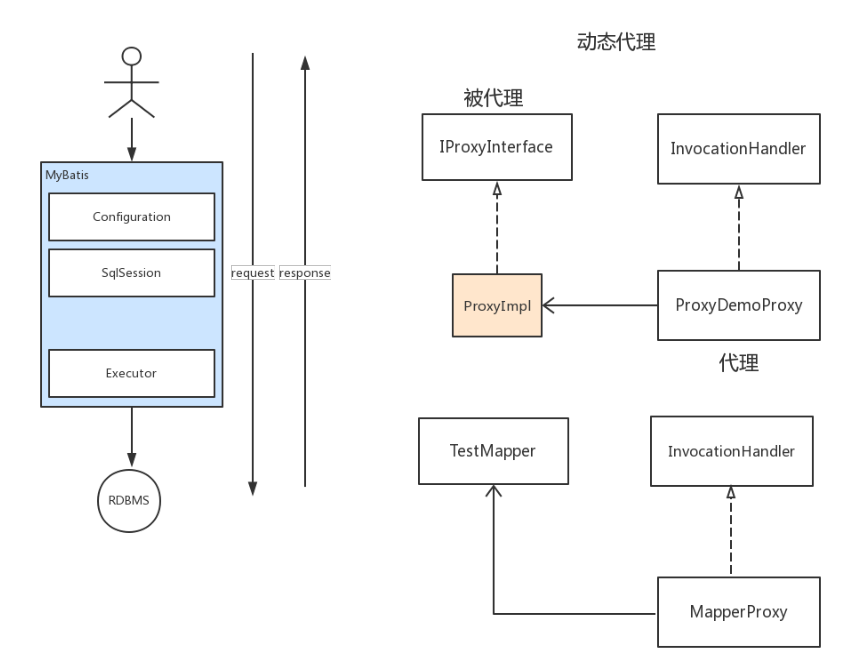 MyBatis
Configuration
SqlSession
Executor
RDBMS
request
response
动态代理
被代理
IProxyInterface
InvocationHandler
ProxyImpl
ProxyDemoProxy
代理
TestMapper
InvocationHandler
MapperProxy